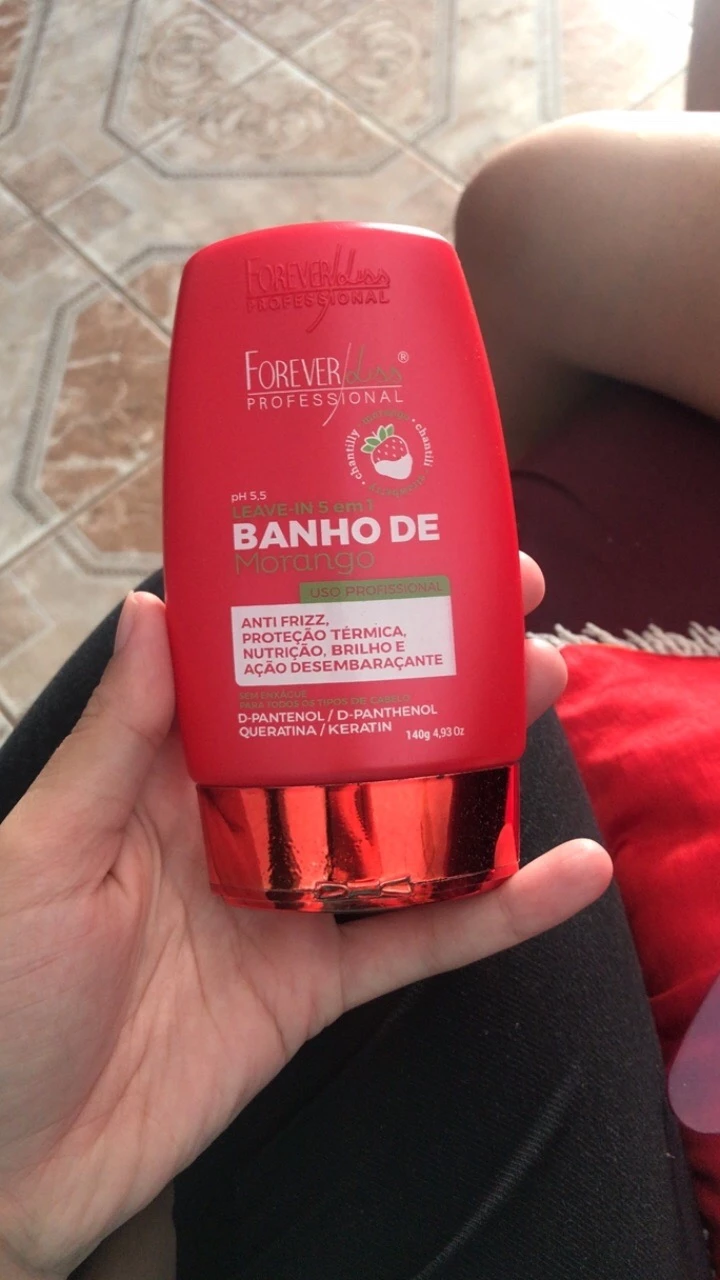 FOREVER liss
PROFESSIONAL
FOREVER liss®
PROFESSIONAL
morango • chantili • strawberry • chantilly •
pH 5,5
LEAVE-IN 5 em 1
BANHO DE
Morango
USO PROFISSIONAL
ANTI FRIZZ,
PROTEÇÃO TÉRMICA,
NUTRIÇÃO, BRILHO E
AÇÃO DESEMBARAÇANTE
SEM ENXÁGUE
PARA TODOS OS TIPOS DE CABELO
D-PANTENOL / D-PANTHENOL
QUERATINA / KERATIN
140g 4,93 Oz